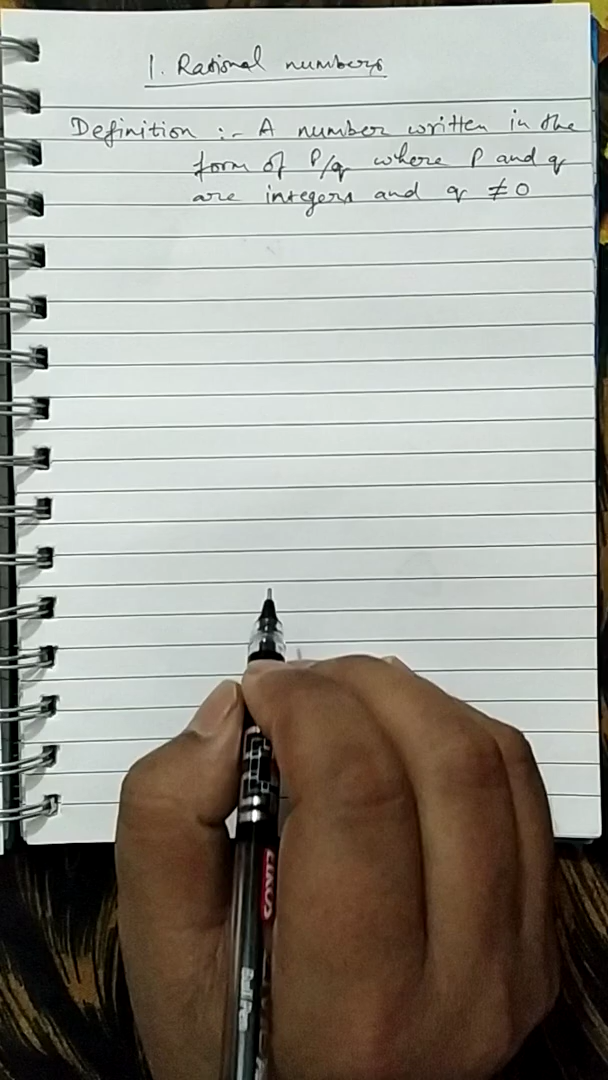 1. Rational numbers
Definition :- A number written in the
form of P/q where P and q
are integers and q ≠ 0